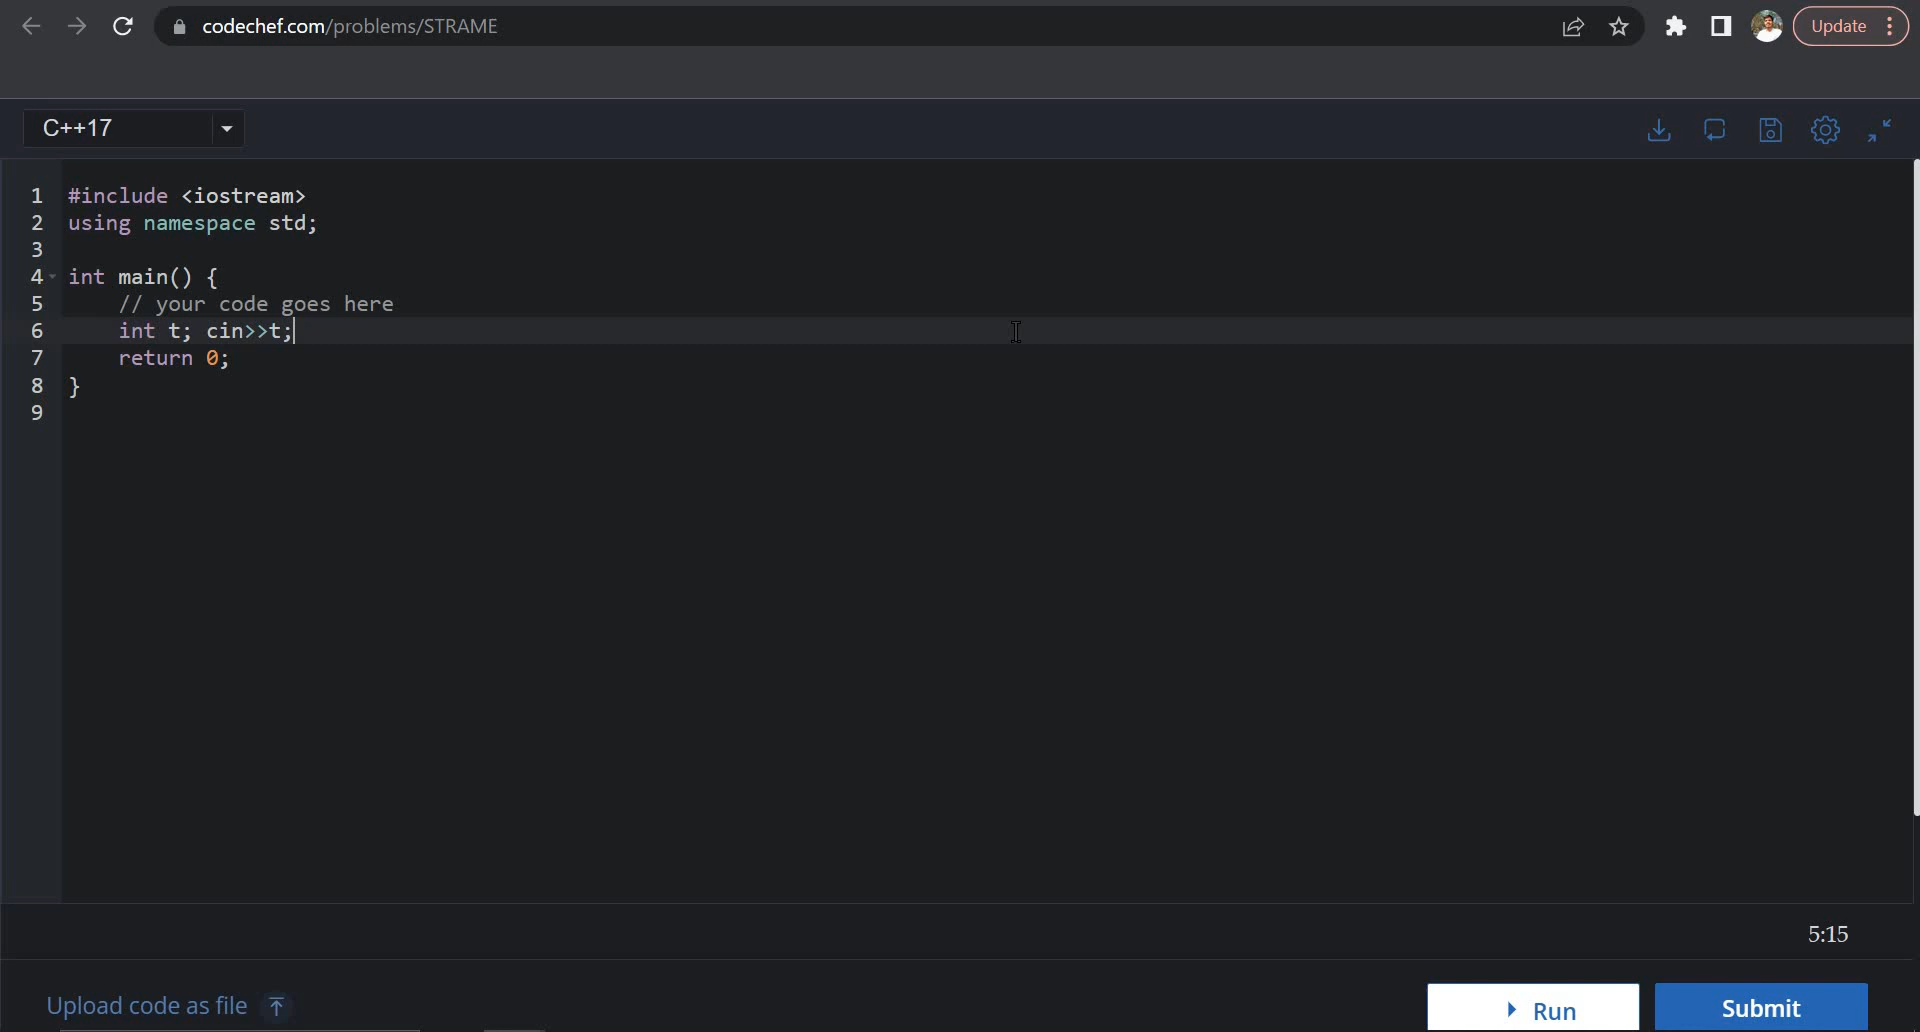 codechef.com/problems/STRAME
Update
C++17
1 #include <iostream>
2 using namespace std;
3
4 int main() {
5     // your code goes here
6     int t; cin>>t;
7     return 0;
8 }
9
5:15
Upload code as file
Run
Submit